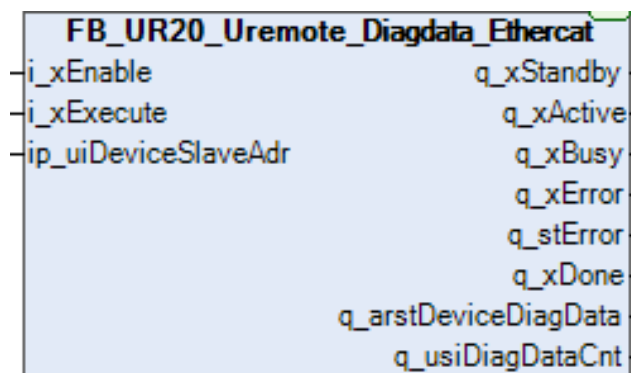 FB_UR20_Uremote_Diagdata_Ethercat
i_xEnable q_xStandby
i_xExecute q_xActive
ip_uiDeviceSlaveAdr q_xBusy
q_xError
q_stError
q_xDone
q_arstDeviceDiagData
q_usiDiagDataCnt